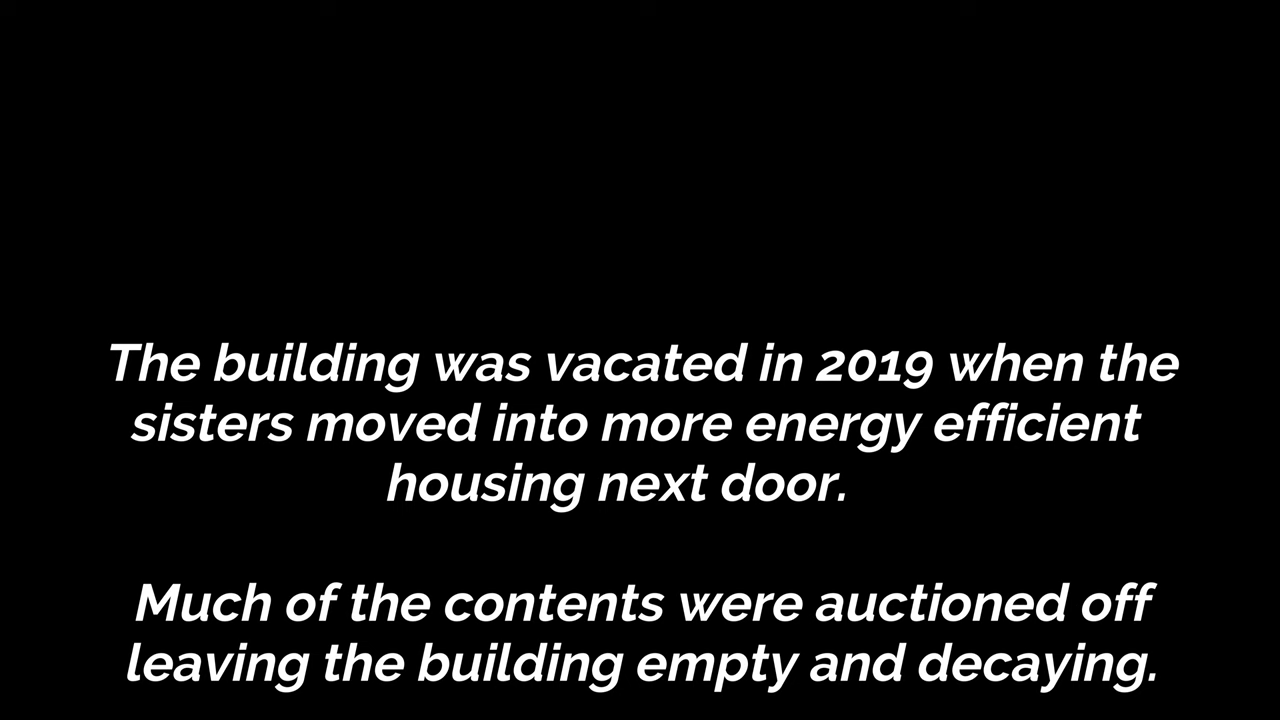 The building was vacated in 2019 when the
sisters moved into more energy efficient
housing next door.
Much of the contents were auctioned off
leaving the building empty and decaying.